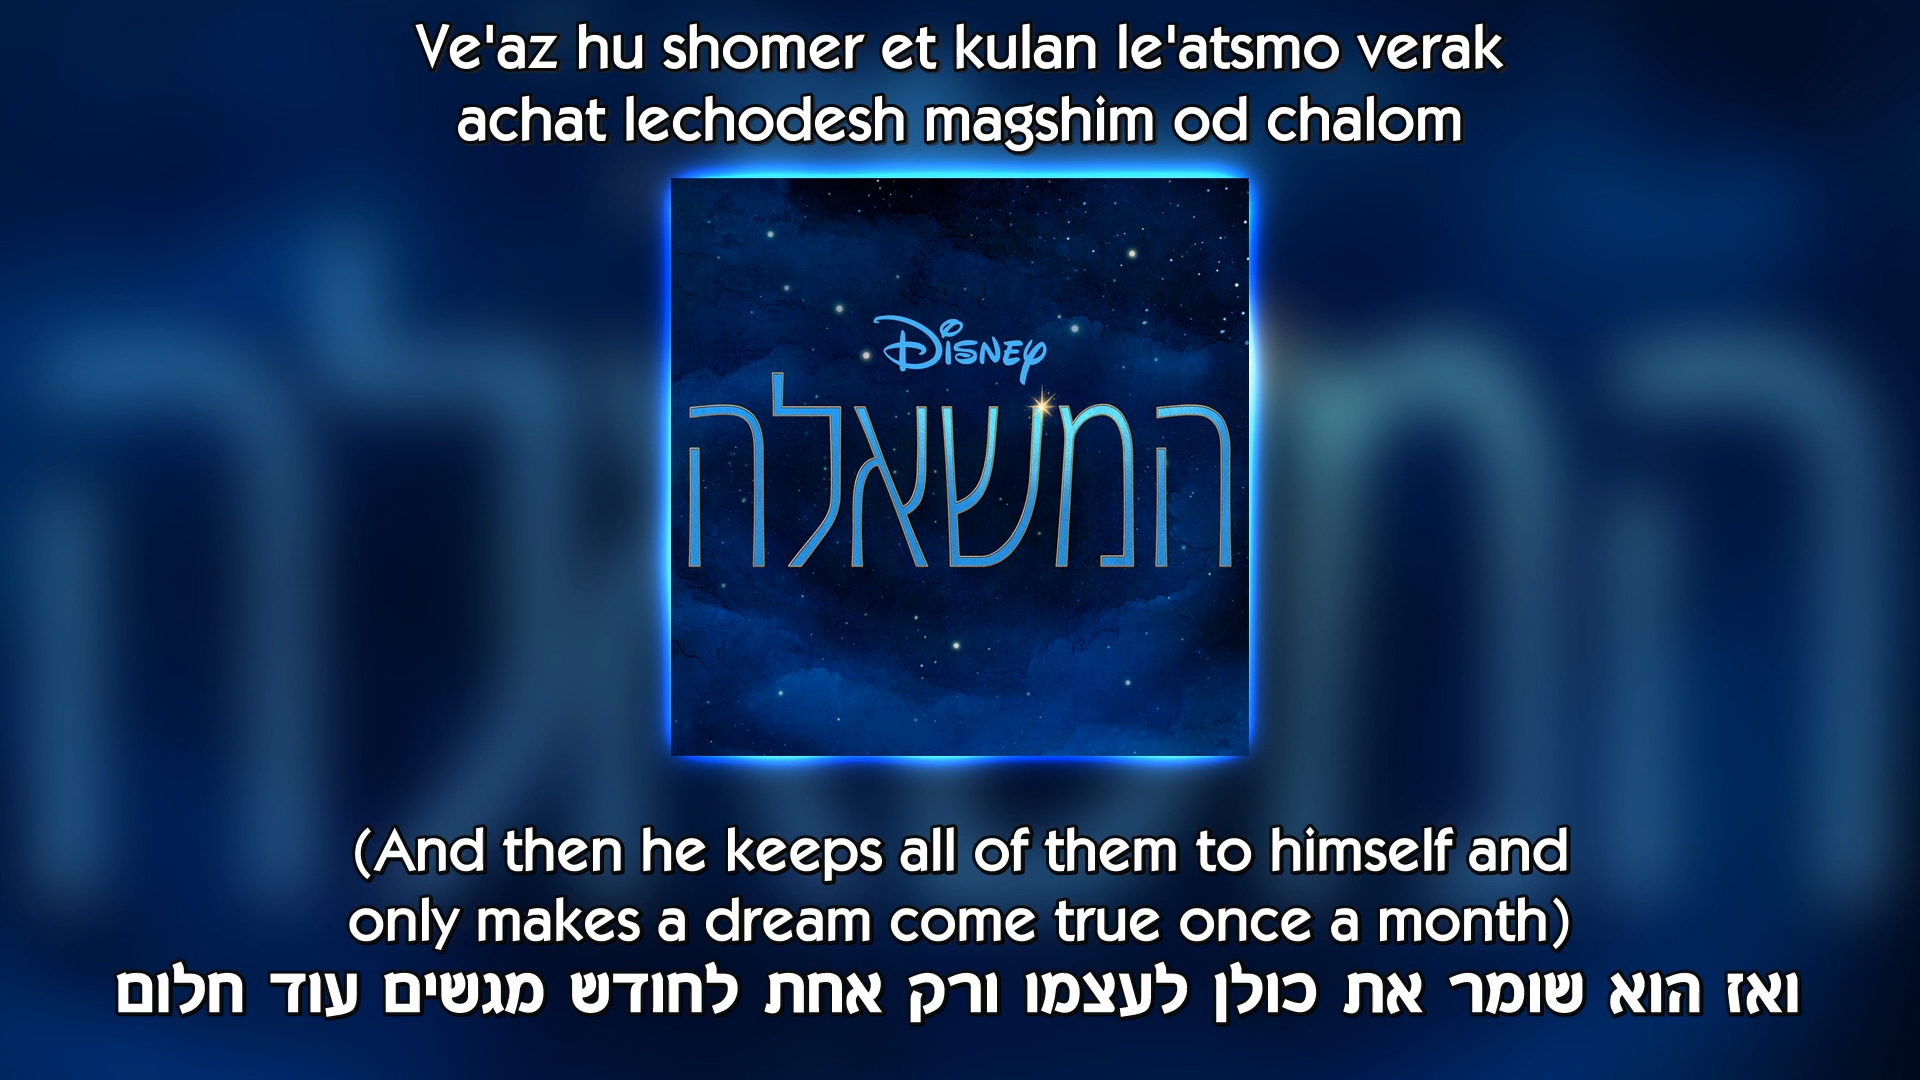 Ve'az hu shomer et kulan le'atsmo verak
achat lechodesh magshim od chalom
Disney
המשאלה
(And then he keeps all of them to himself and
only makes a dream come true once a month)
ואז הוא שומר את כולן לעצמו ורק אחת לחודש מגשים עוד חלום